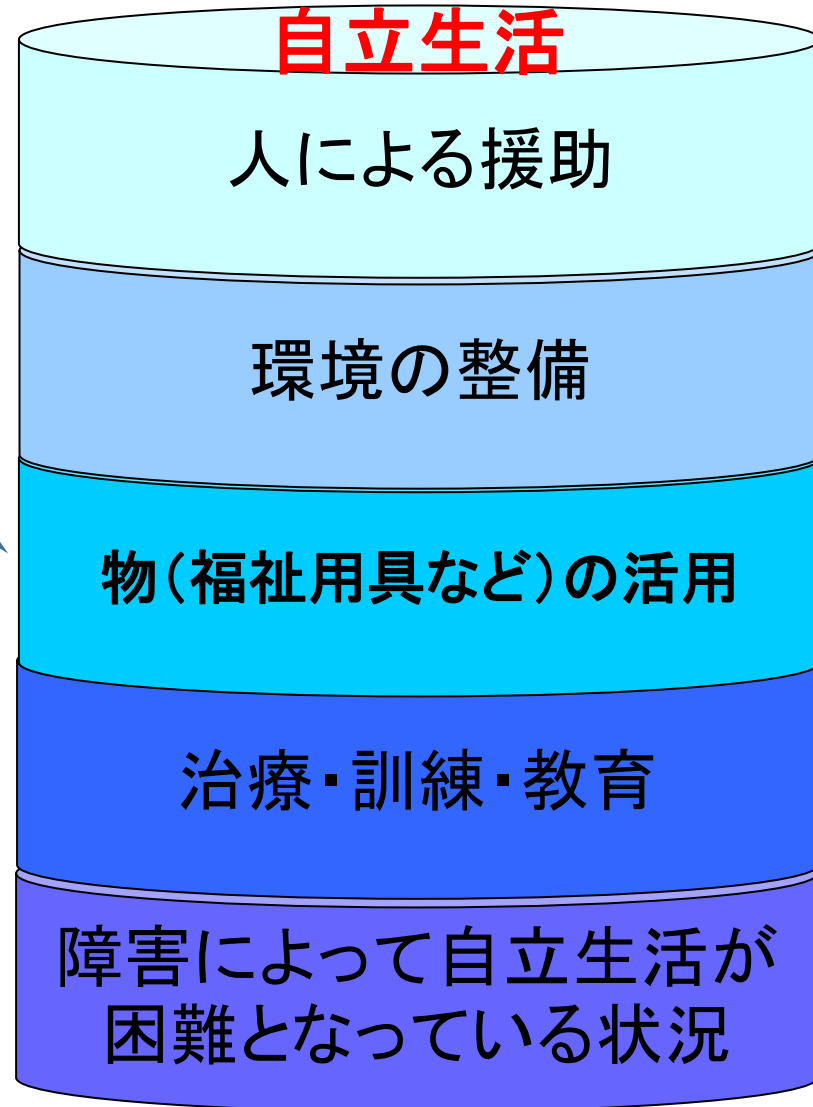 自立生活
人による援助
環境の整備
物（福祉用具など）の活用
治療・訓練・教育
障害によって自立生活が
困難となっている状況